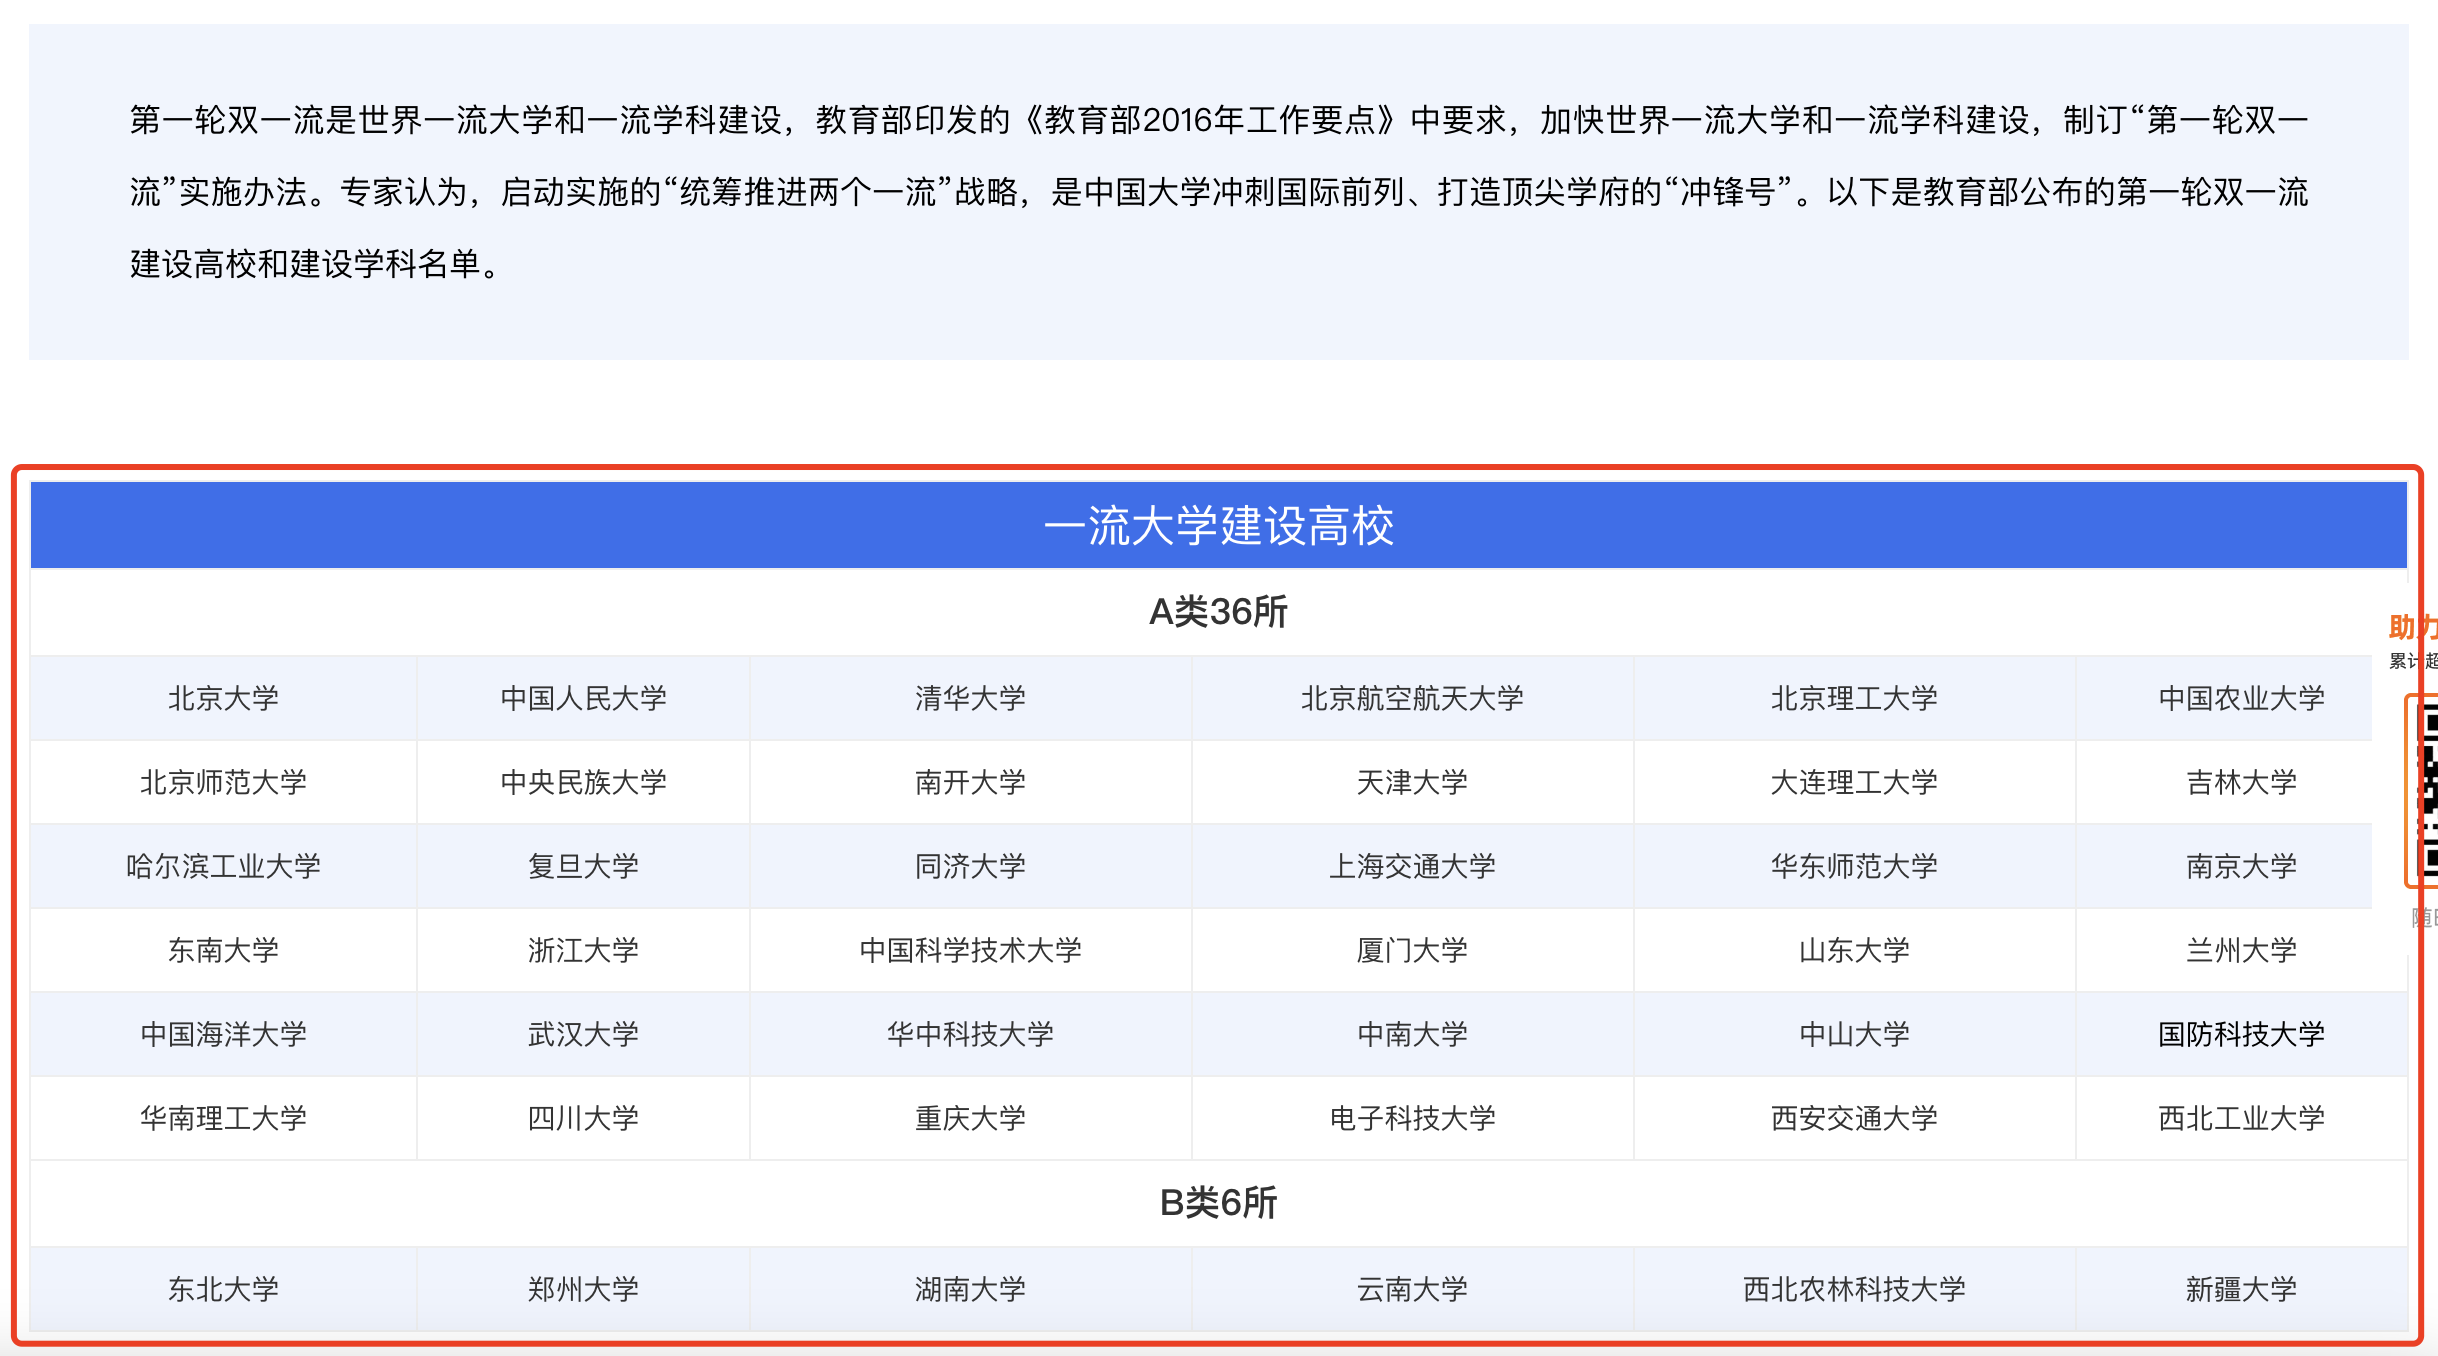 第一轮双一流是世界一流大学和一流学科建设，教育部印发的《教育部2016年工作要点》中要求，加快世界一流大学和一流学科建设，制订“第一轮双一
流”实施办法。专家认为，启动实施的“统筹推进两个一流”战略，是中国大学冲刺国际前列、打造顶尖学府的“冲锋号”。以下是教育部公布的第一轮双一流
建设高校和建设学科名单。
一流大学建设高校
A类36所
助力
累计超
北京大学 中国人民大学 清华大学 北京航空航天大学 北京理工大学 中国农业大学
北京师范大学 中央民族大学 南开大学 天津大学 大连理工大学 吉林大学
哈尔滨工业大学 复旦大学 同济大学 上海交通大学 华东师范大学 南京大学
随
东南大学 浙江大学 中国科学技术大学 厦门大学 山东大学 兰州大学
中国海洋大学 武汉大学 华中科技大学 中南大学 中山大学 国防科技大学
华南理工大学 四川大学 重庆大学 电子科技大学 西安交通大学 西北工业大学
B类6所
东北大学 郑州大学 湖南大学 云南大学 西北农林科技大学 新疆大学